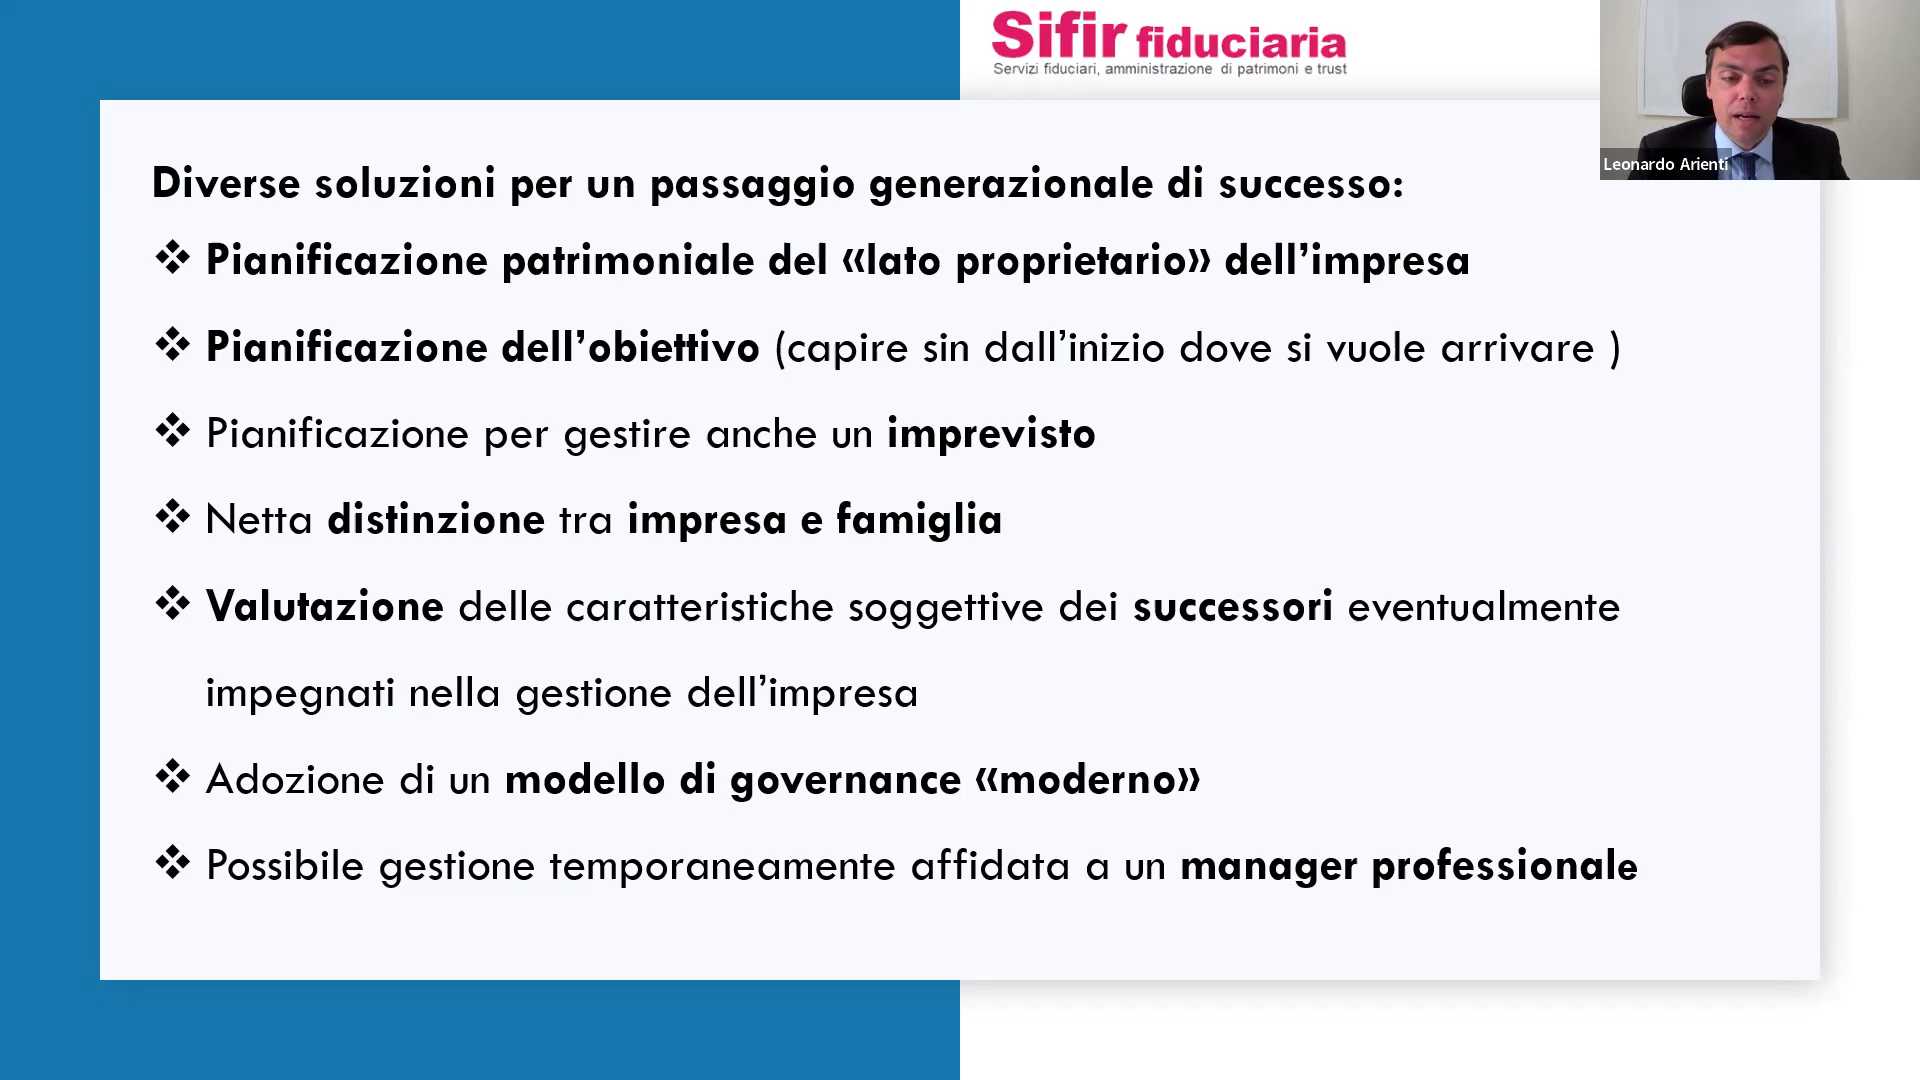 Sifir fiduciaria
Servizi fiduciari, amministrazione di patrimoni e trust
Leonardo Arienti
Diverse soluzioni per un passaggio generazionale di successo:
❖ Pianificazione patrimoniale del «lato proprietario» dell’impresa
❖ Pianificazione dell’obiettivo (capire sin dall’inizio dove si vuole arrivare )
❖ Pianificazione per gestire anche un imprevisto
❖ Netta distinzione tra impresa e famiglia
❖ Valutazione delle caratteristiche soggettive dei successori eventualmente
impegnati nella gestione dell’impresa
❖ Adozione di un modello di governance «moderno»
❖ Possibile gestione temporaneamente affidata a un manager professionale